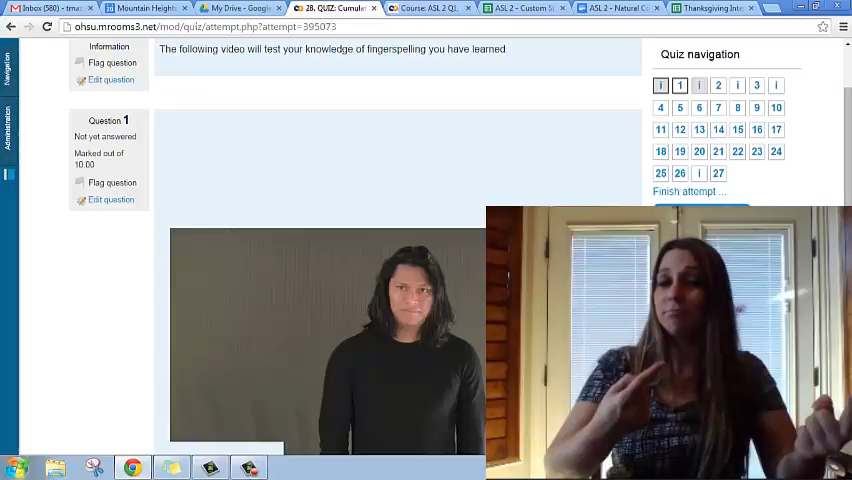 Inbox (580) - tmas
Mountain Heights
My Drive - Google
28. QUIZ: Cumulat
Course: ASL 2 Q1
ASL 2 - Custom S
ASL 2 - Natural Co
Thanksgiving Inte
ohsu.mrooms3.net/mod/quiz/attempt.php?attempt=395073
Navigation
Administration
Information
Flag question
Edit question
The following video will test your knowledge of fingerspelling you have learned.
Question 1
Not yet answered
Marked out of
10.00
Flag question
Edit question
Quiz navigation
i 1 i 2 i 3 i
4 5 6 7 8 9 10
11 12 13 14 15 16 17
18 19 20 21 22 23 24
25 26 i 27
Finish attempt ...